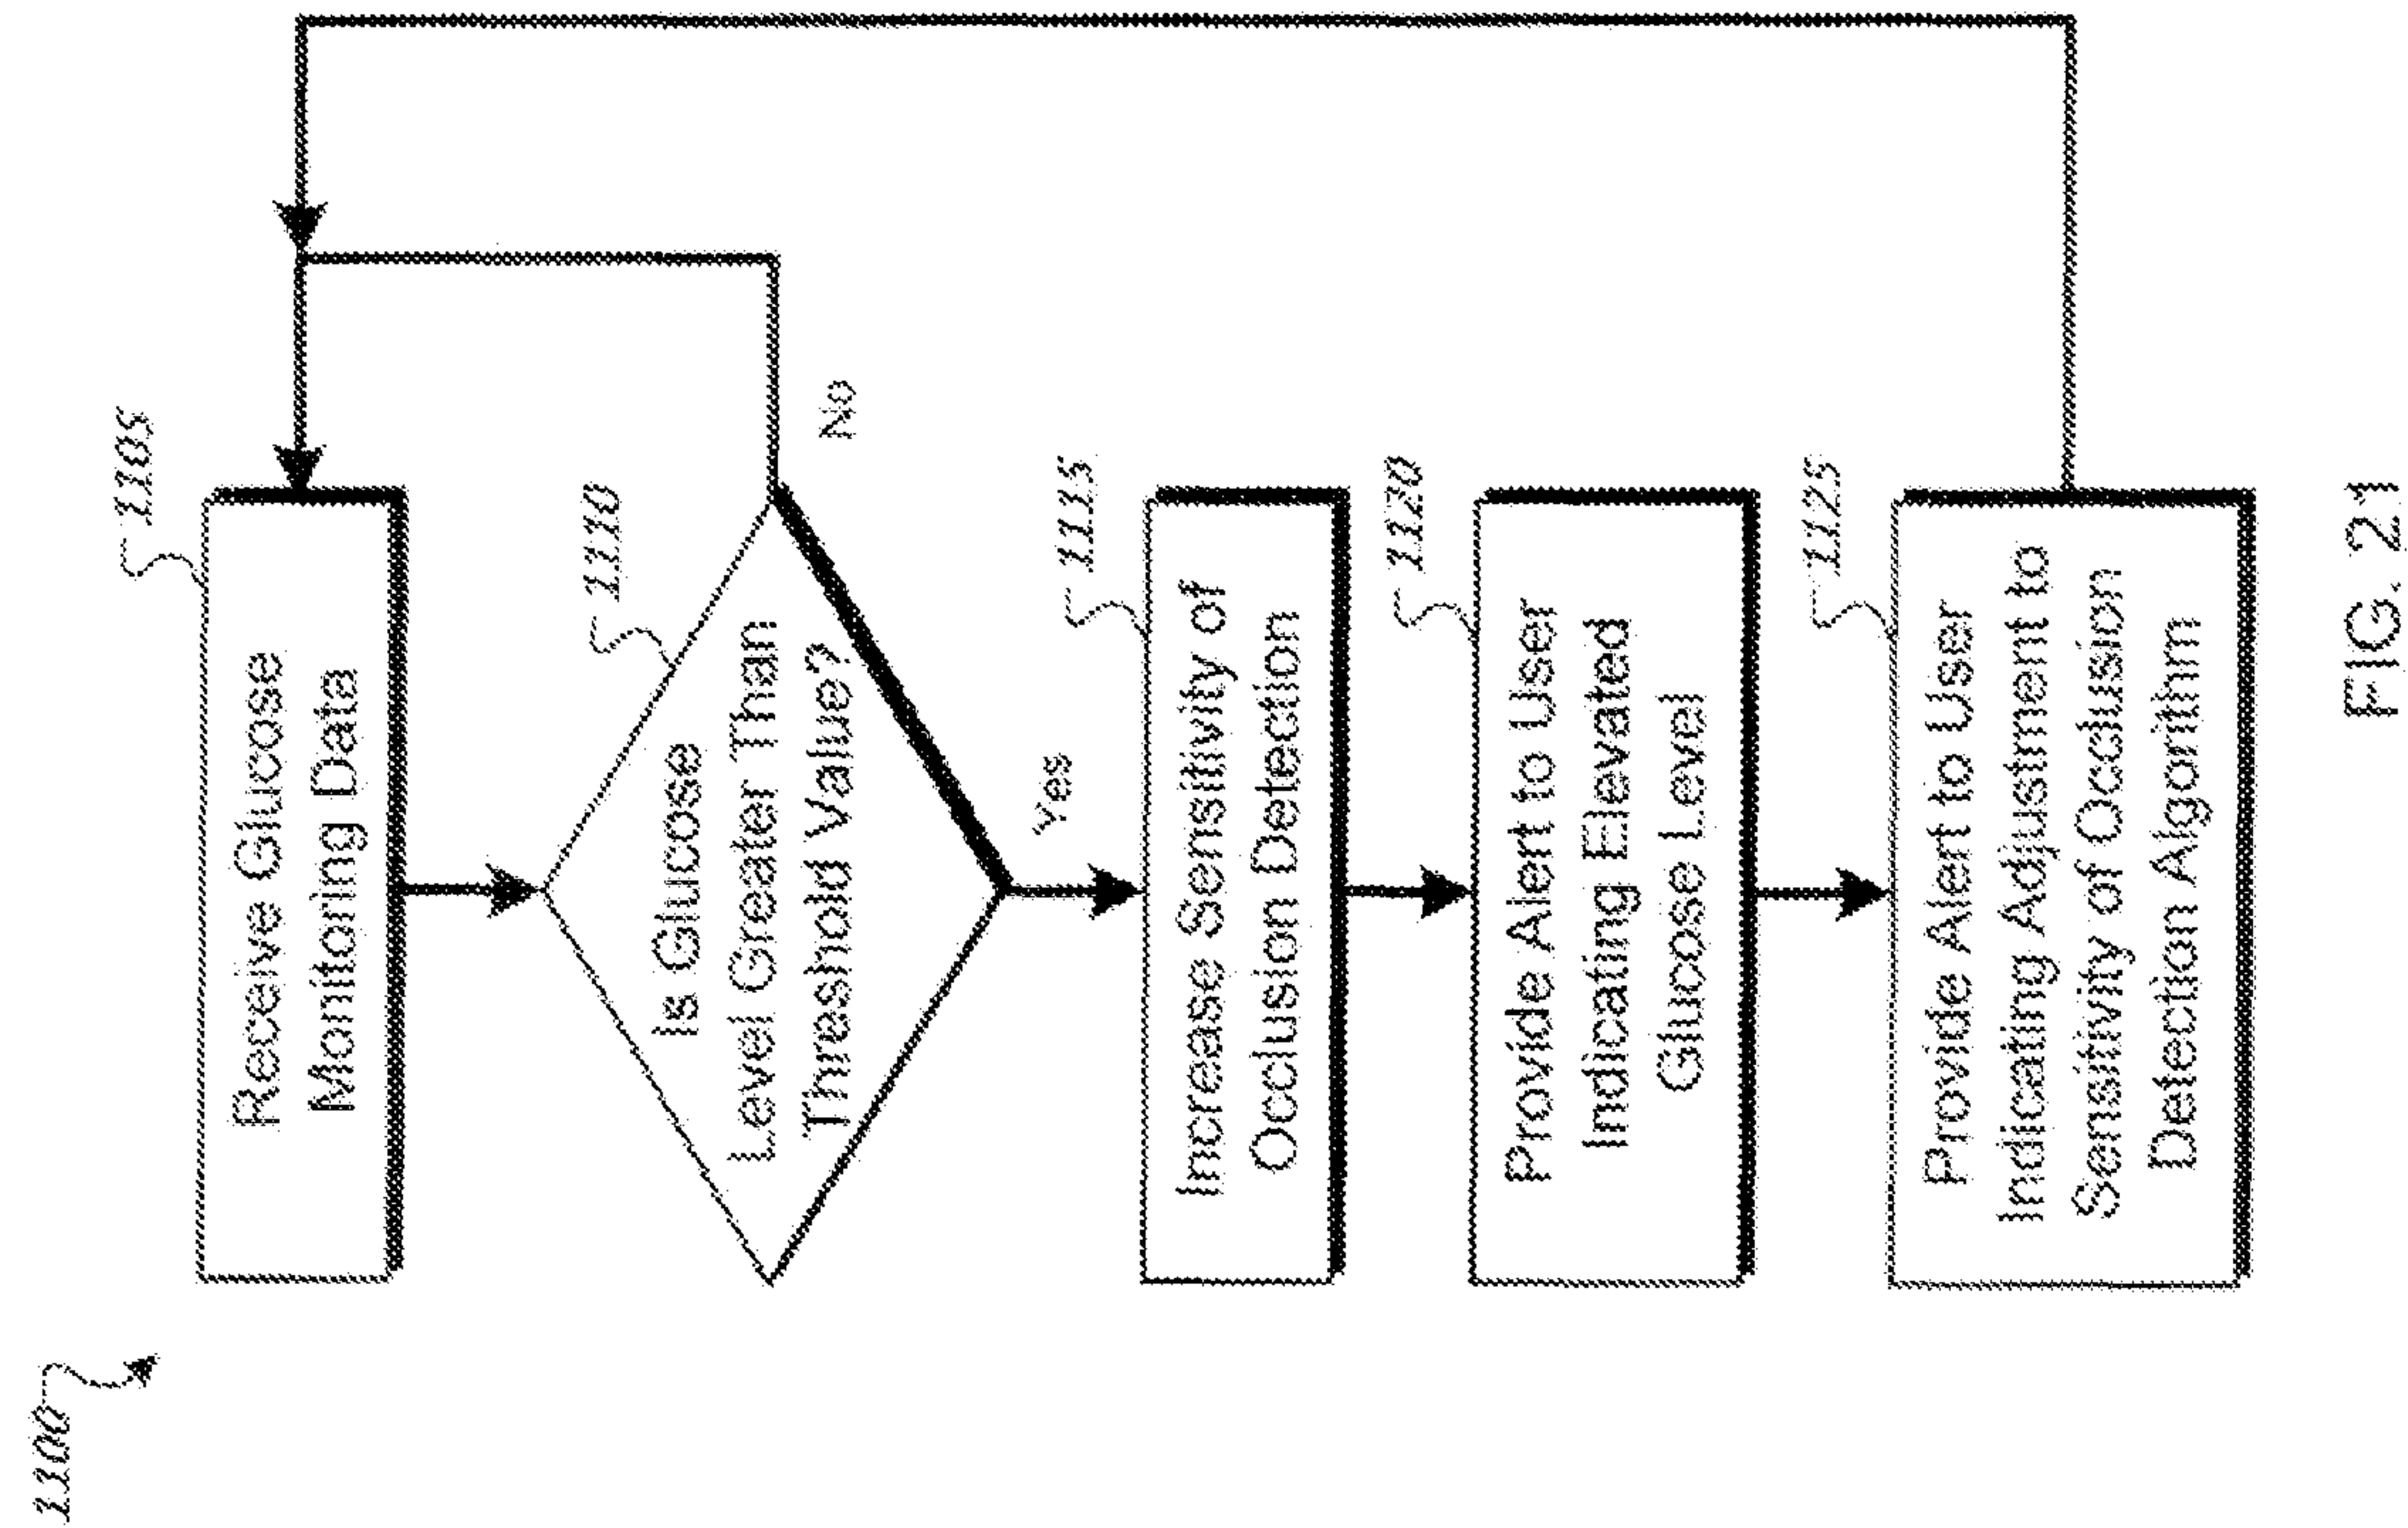 1100
1105
Receive Glucose
Monitoring Data
1110
Is Glucose
Level Greater Than
Threshold Value?
No
Yes
1115
Increase Sensitivity of
Occlusion Detection
1120
Provide Alert to User
Indicating Elevated
Glucose Level
1125
Provide Alert to User
Indicating Adjustment to
Sensitivity of Occlusion
Detection Algorithm
FIG. 21